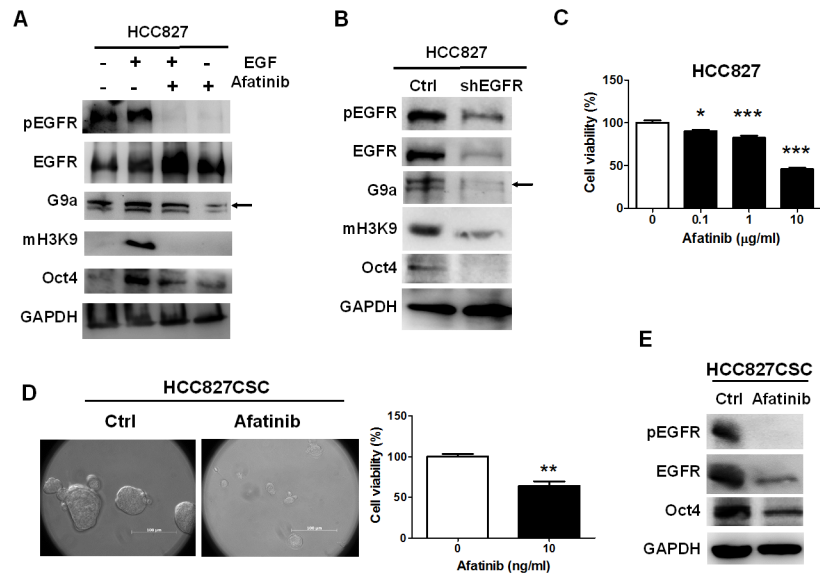 A
HCC827
- + + - EGF
- - + + Afatinib
pEGFR
EGFR
G9a
mH3K9
Oct4
GAPDH
B
HCC827
Ctrl shEGFR
pEGFR
EGFR
G9a
mH3K9
Oct4
GAPDH
C
HCC827
Cell viability (%)
150
100
50
0
* *** ***
0 0.1 1 10
Afatinib (μg/ml)
D
HCC827CSC
Ctrl Afatinib
Cell viability (%)
150
100
50
0
**
0 10
Afatinib (ng/ml)
E
HCC827CSC
Ctrl Afatinib
pEGFR
EGFR
Oct4
GAPDH